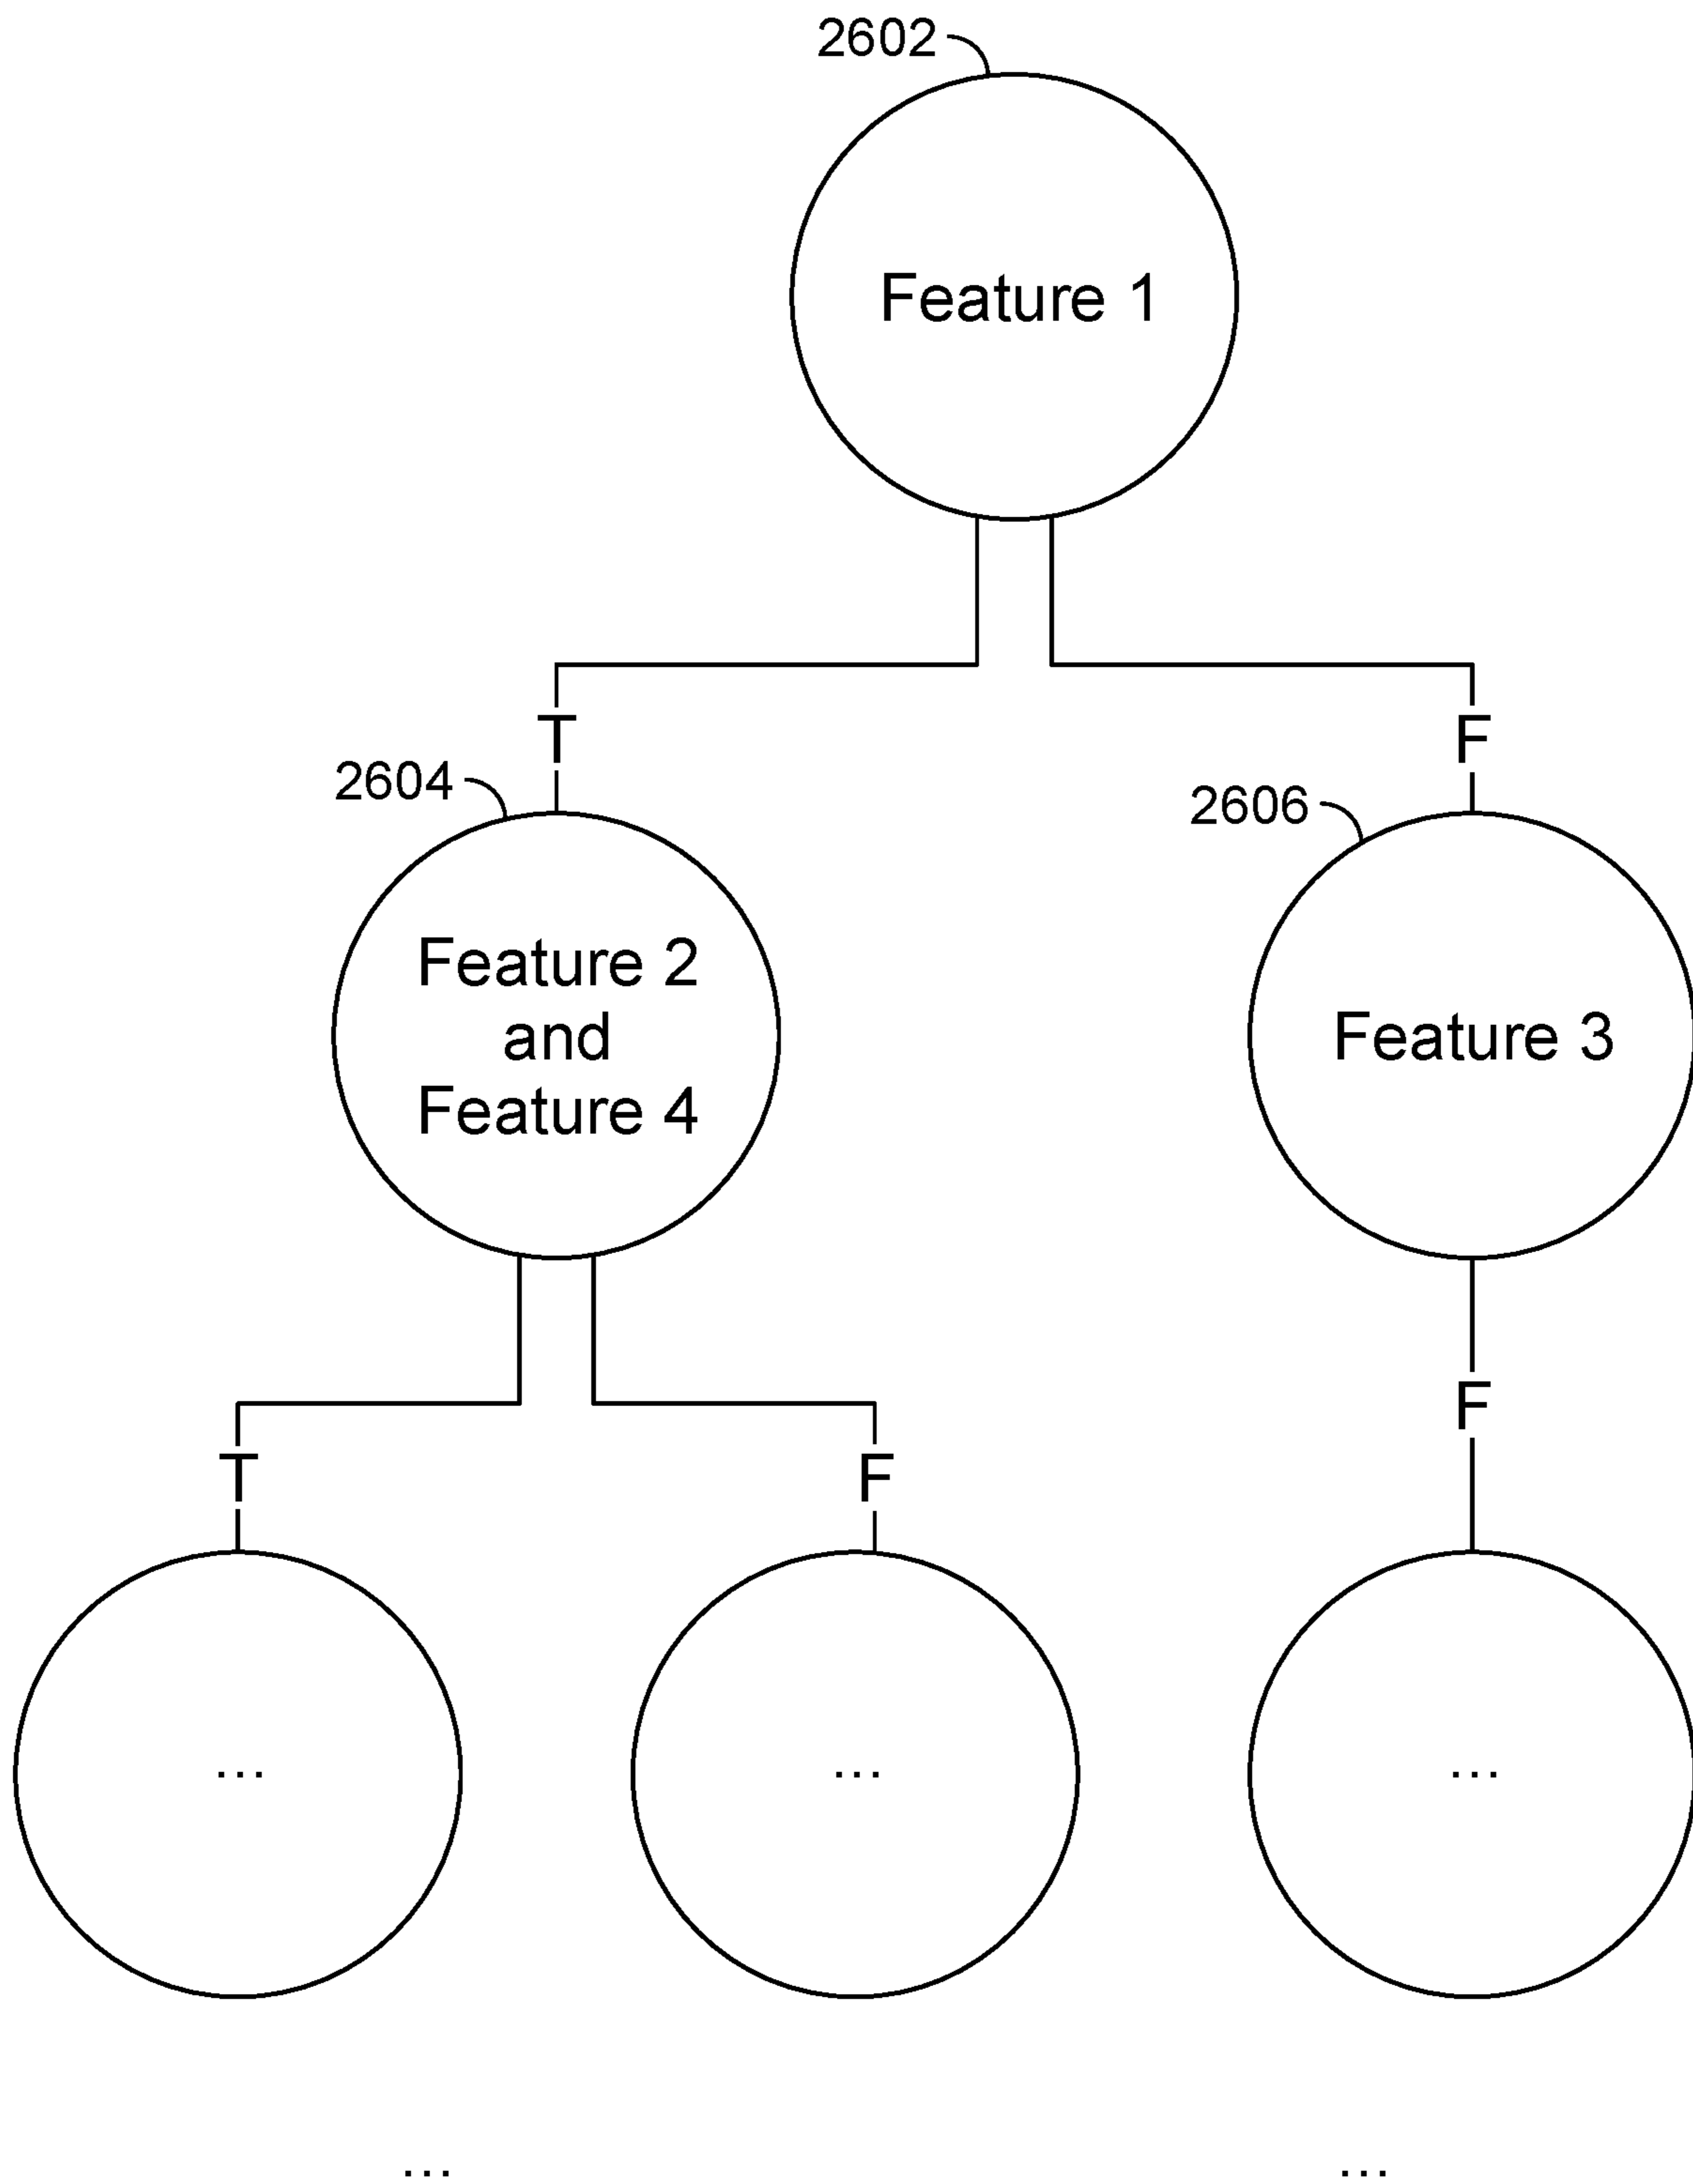 2602
Feature 1
T
F
2604
2606
Feature 2
and
Feature 4
Feature 3
F
T
F
...
...
...
...
...